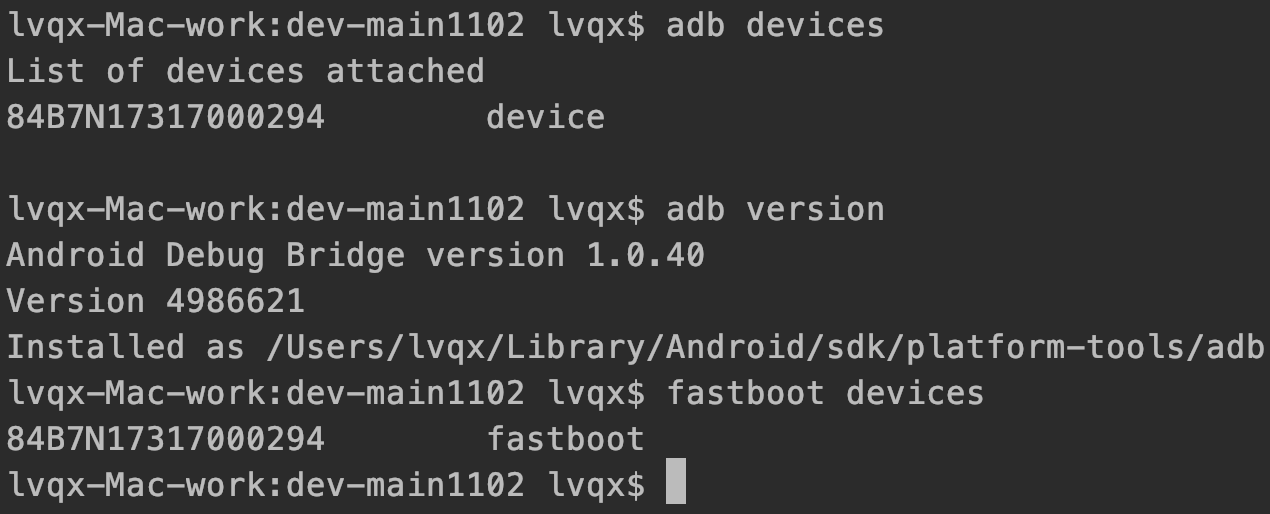 lvqx-Mac-work:dev-main1102 lvqx$ adb devices
List of devices attached
84B7N17317000294        device
lvqx-Mac-work:dev-main1102 lvqx$ adb version
Android Debug Bridge version 1.0.40
Version 4986621
Installed as /Users/lvqx/Library/Android/sdk/platform-tools/adb
lvqx-Mac-work:dev-main1102 lvqx$ fastboot devices
84B7N17317000294        fastboot
lvqx-Mac-work:dev-main1102 lvqx$